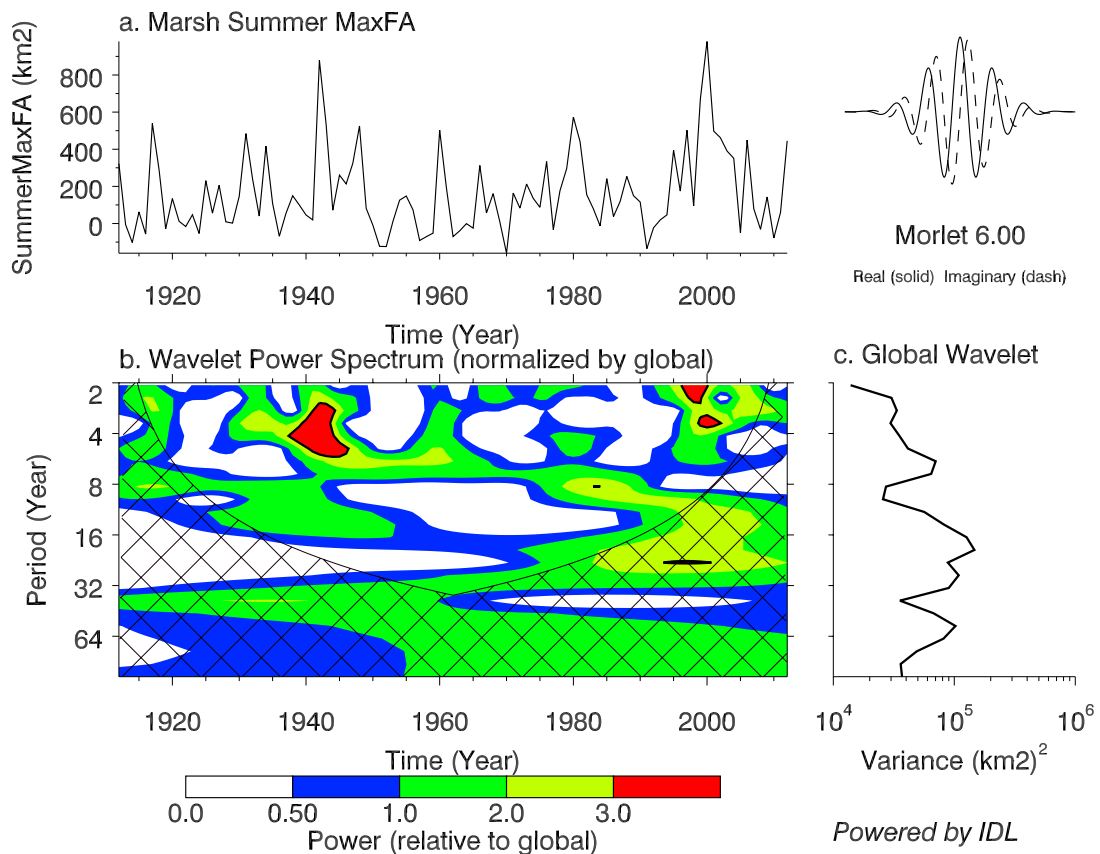 a. Marsh Summer MaxFA
SummerMaxFA (km2)
800
600
400
200
0
1920 1940 1960 1980 2000
Time (Year)
Morlet 6.00
Real (solid) Imaginary (dash)
b. Wavelet Power Spectrum (normalized by global)
Period (Year)
2
4
8
16
32
64
1920 1940 1960 1980 2000
Time (Year)
0.0 0.50 1.0 2.0 3.0
Power (relative to global)
c. Global Wavelet
10^4 10^5 10^6
Variance (km2)^2
Powered by IDL